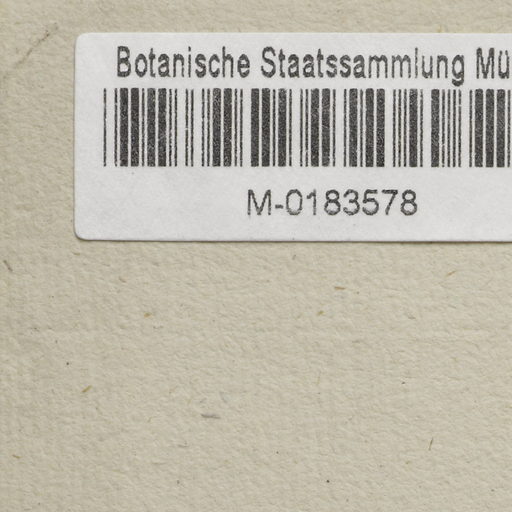 Botanische Staatssammlung Mü
M-0183578